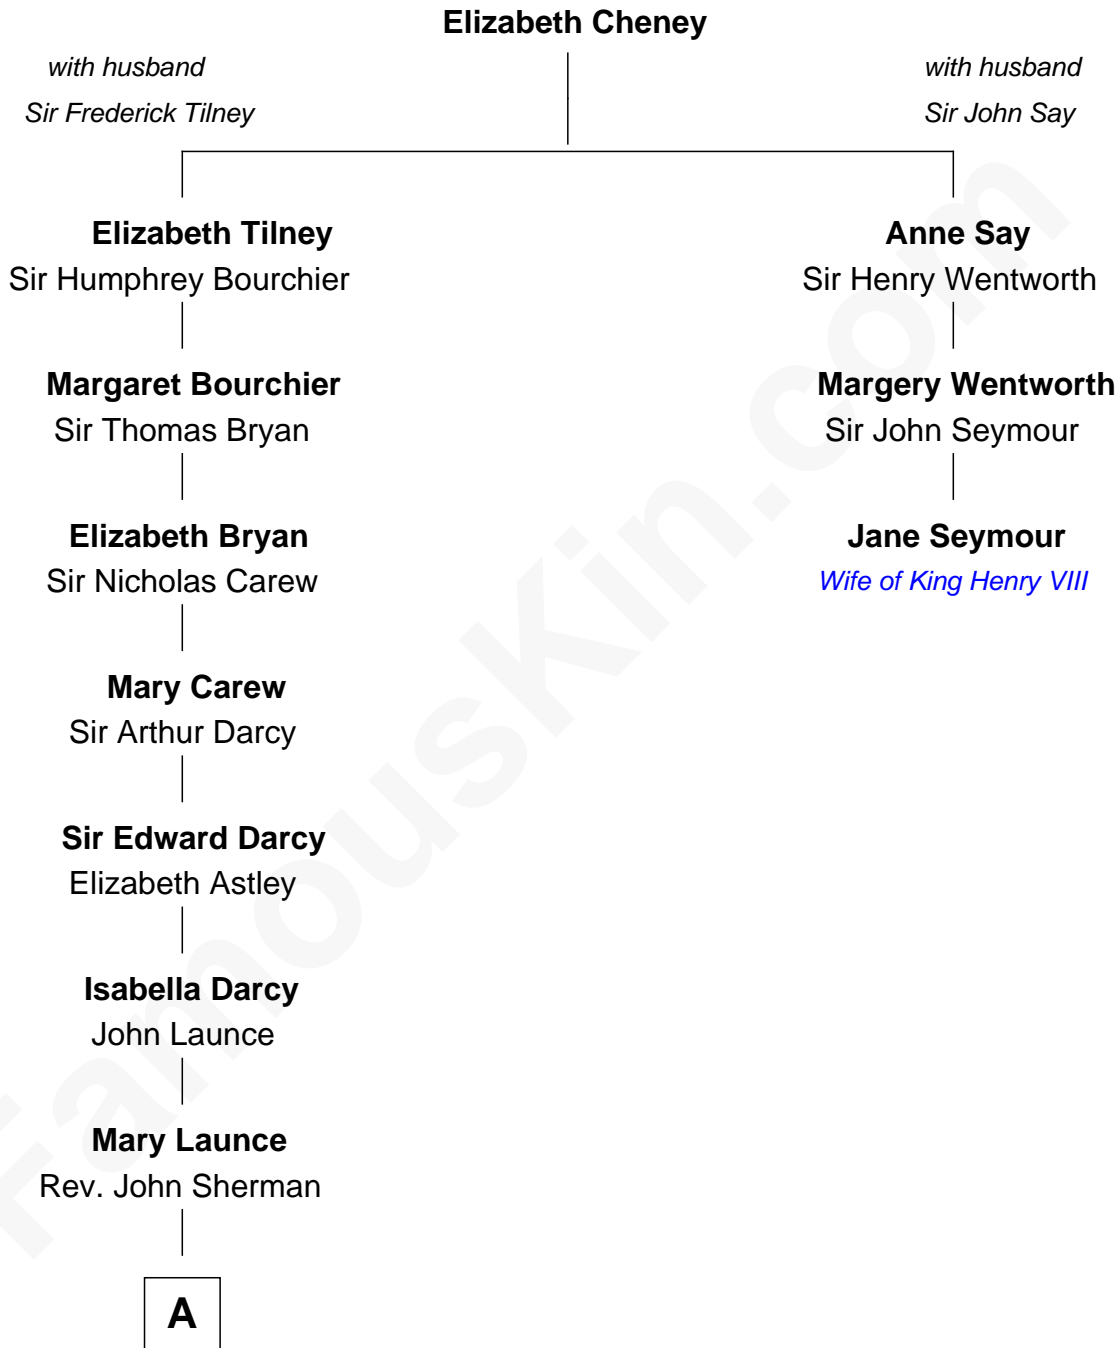 Elizabeth Cheney
with husband
Sir Frederick Tilney
with husband
Sir John Say
Elizabeth Tilney
Sir Humphrey Bourchier
Anne Say
Sir Henry Wentworth
Margaret Bourchier
Sir Thomas Bryan
Margery Wentworth
Sir John Seymour
Elizabeth Bryan
Sir Nicholas Carew
Jane Seymour
Wife of King Henry VIII
Mary Carew
Sir Arthur Darcy
Sir Edward Darcy
Elizabeth Astley
Isabella Darcy
John Launce
Mary Launce
Rev. John Sherman
A
FamousKin.com